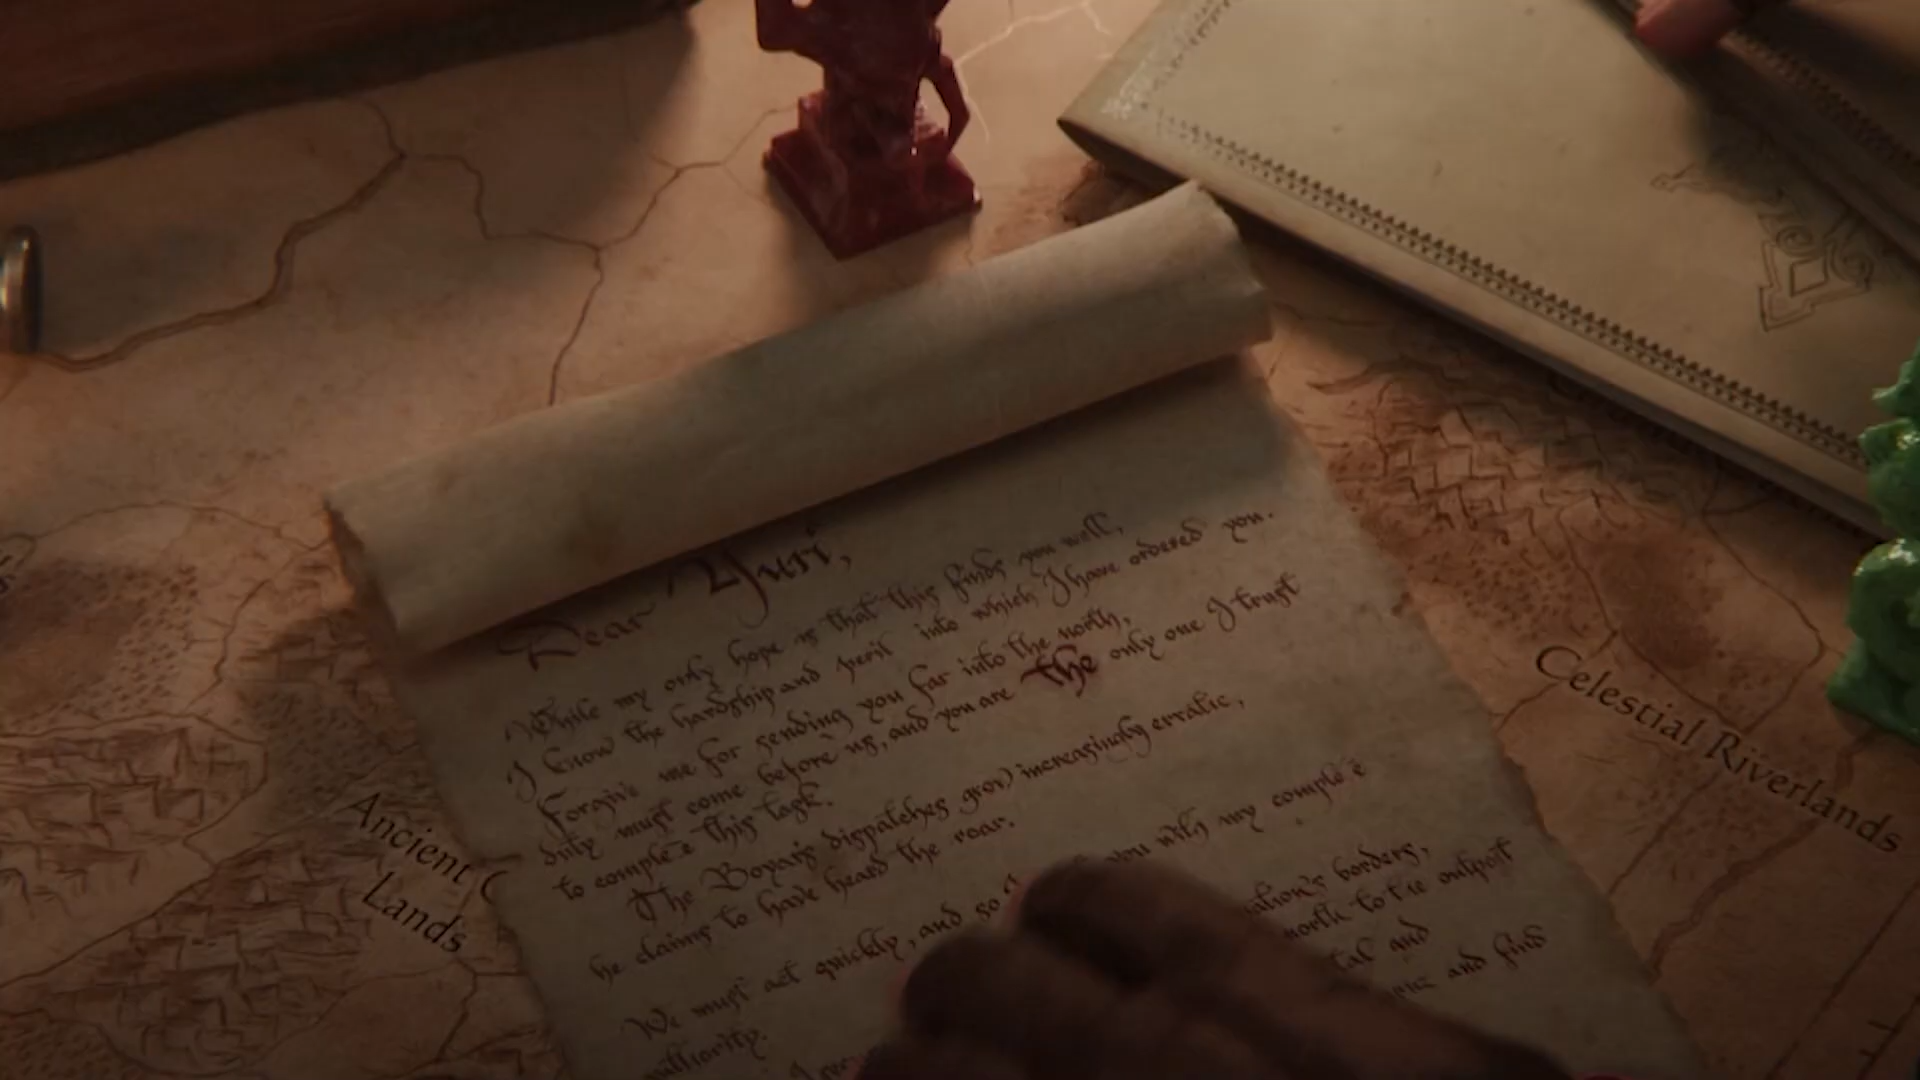 Dear Yuri,
While my only hope is that this finds you well,
I know the hardship and peril into which I have ordered you.
Forgive me for sending you far into the north,
duty must come before us, and you are the only one I trust
to complete this task.
The Boyar's dispatches grow increasingly erratic,
he claims to have heard the roar.
We must act quickly, and so I you with my complete
authority.
nation's borders,
north to the outpost
and
and find
Ancient
Lands
Celestial Riverlands